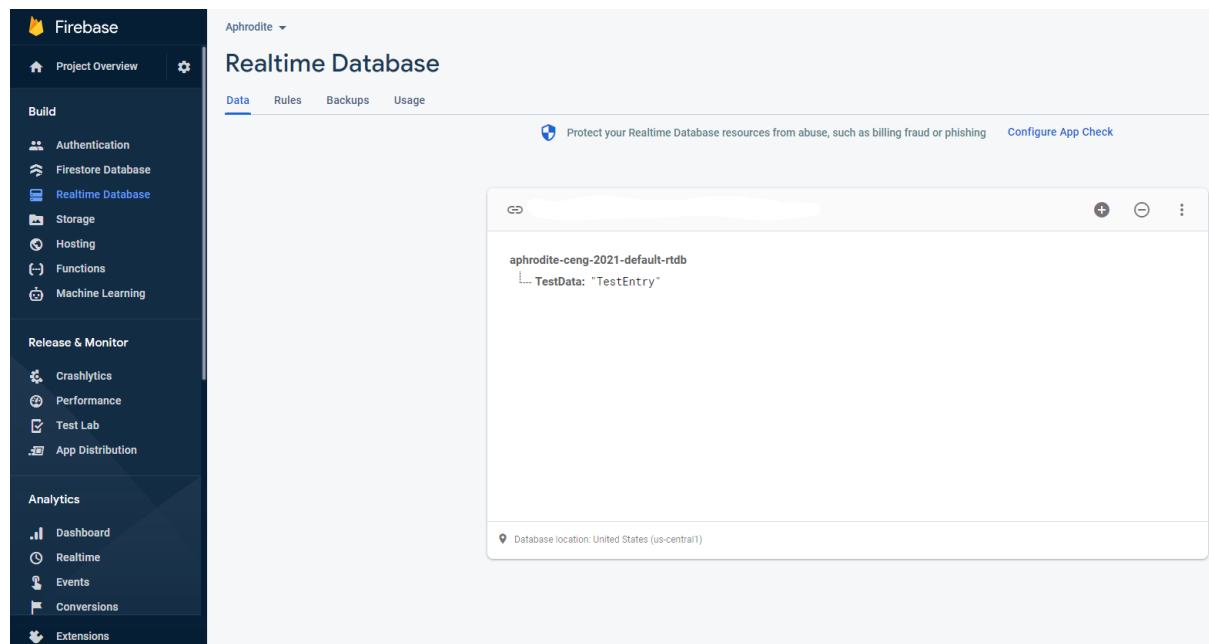 Firebase
Project Overview
Build
Authentication
Firestore Database
Realtime Database
Storage
Hosting
Functions
Machine Learning
Release & Monitor
Crashlytics
Performance
Test Lab
App Distribution
Analytics
Dashboard
Realtime
Events
Conversions
Extensions
Aphrodite
Realtime Database
Data Rules Backups Usage
Protect your Realtime Database resources from abuse, such as billing fraud or phishing Configure App Check
aphrodite-ceng-2021-default-rtdb
TestData: "TestEntry"
Database location: United States (us-central1)